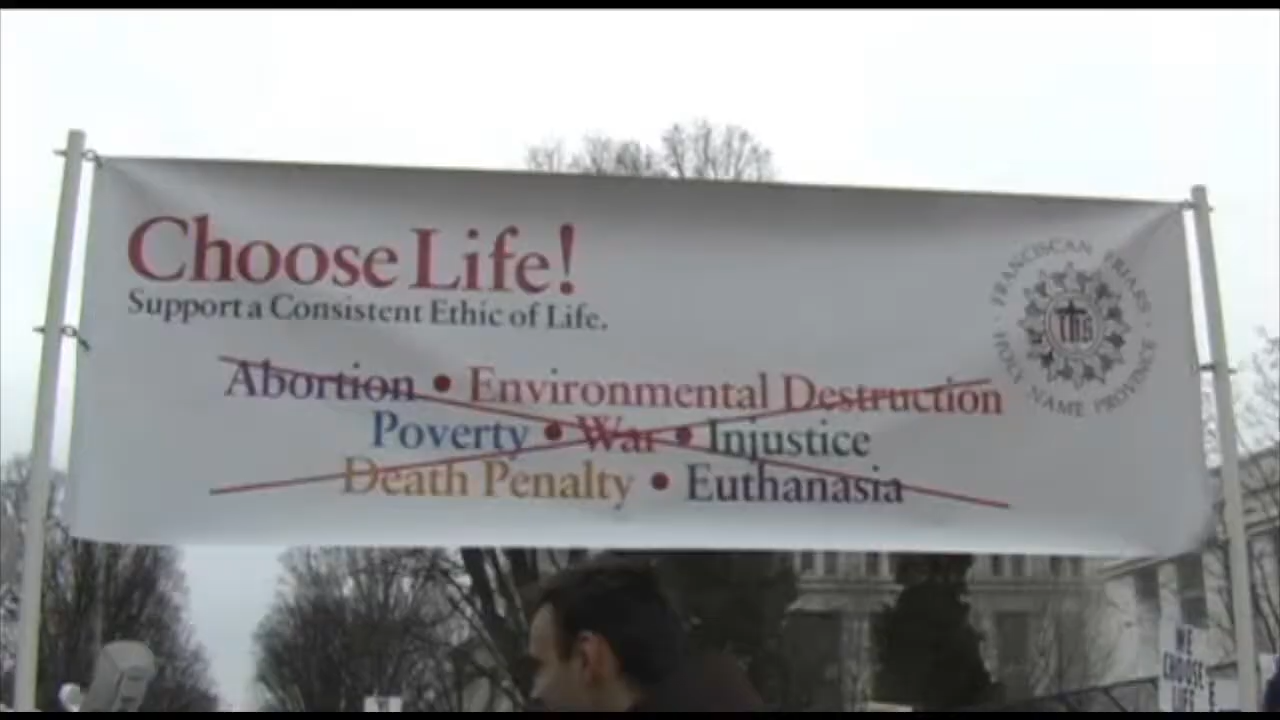 Choose Life!
Support a Consistent Ethic of Life.
Abortion • Environmental Destruction
Poverty • War • Injustice
Death Penalty • Euthanasia
FRANCISCAN FRIARS · HOLY NAME PROVINCE ·
IHS
WE
CHOOSE
LIFE
E